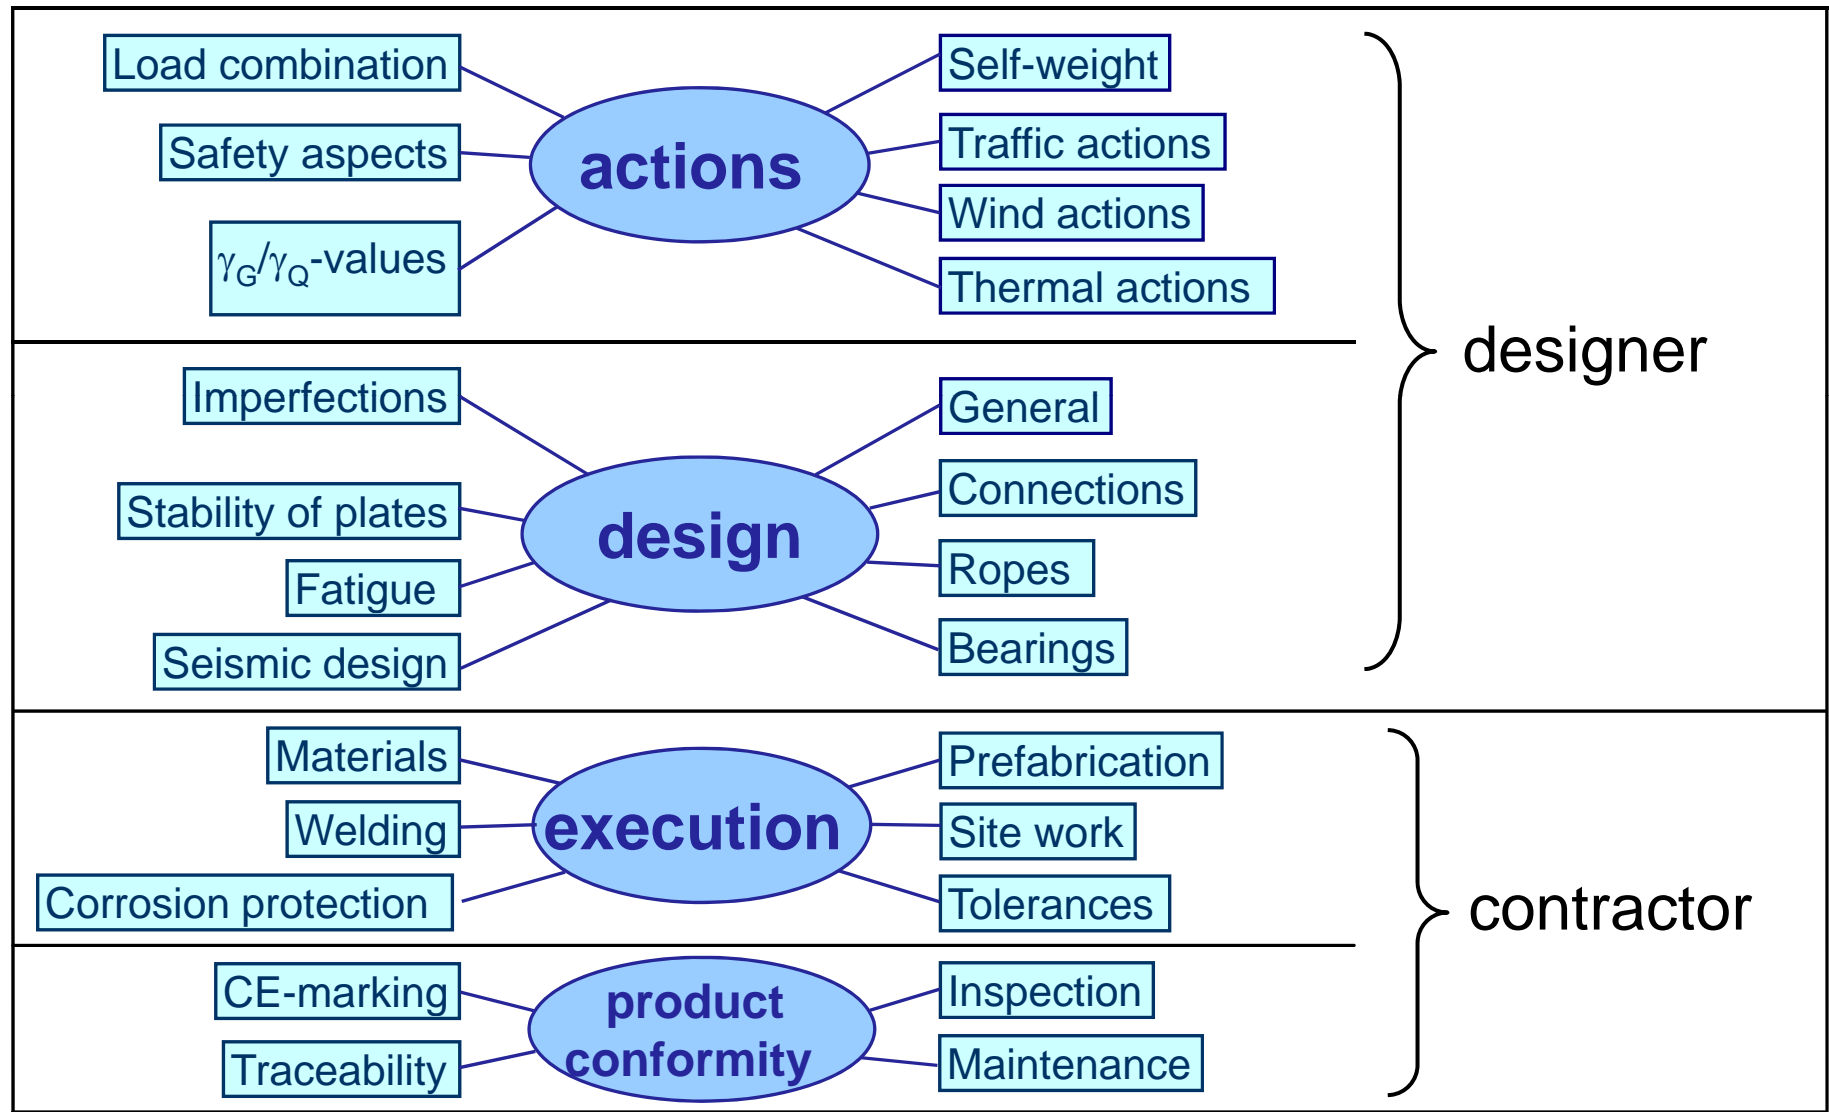 Load combination
Safety aspects
γG/γQ-values
actions
Self-weight
Traffic actions
Wind actions
Thermal actions
Imperfections
Stability of plates
Fatigue
Seismic design
design
General
Connections
Ropes
Bearings
designer
Materials
Welding
Corrosion protection
execution
Prefabrication
Site work
Tolerances
CE-marking
Traceability
product
conformity
Inspection
Maintenance
contractor